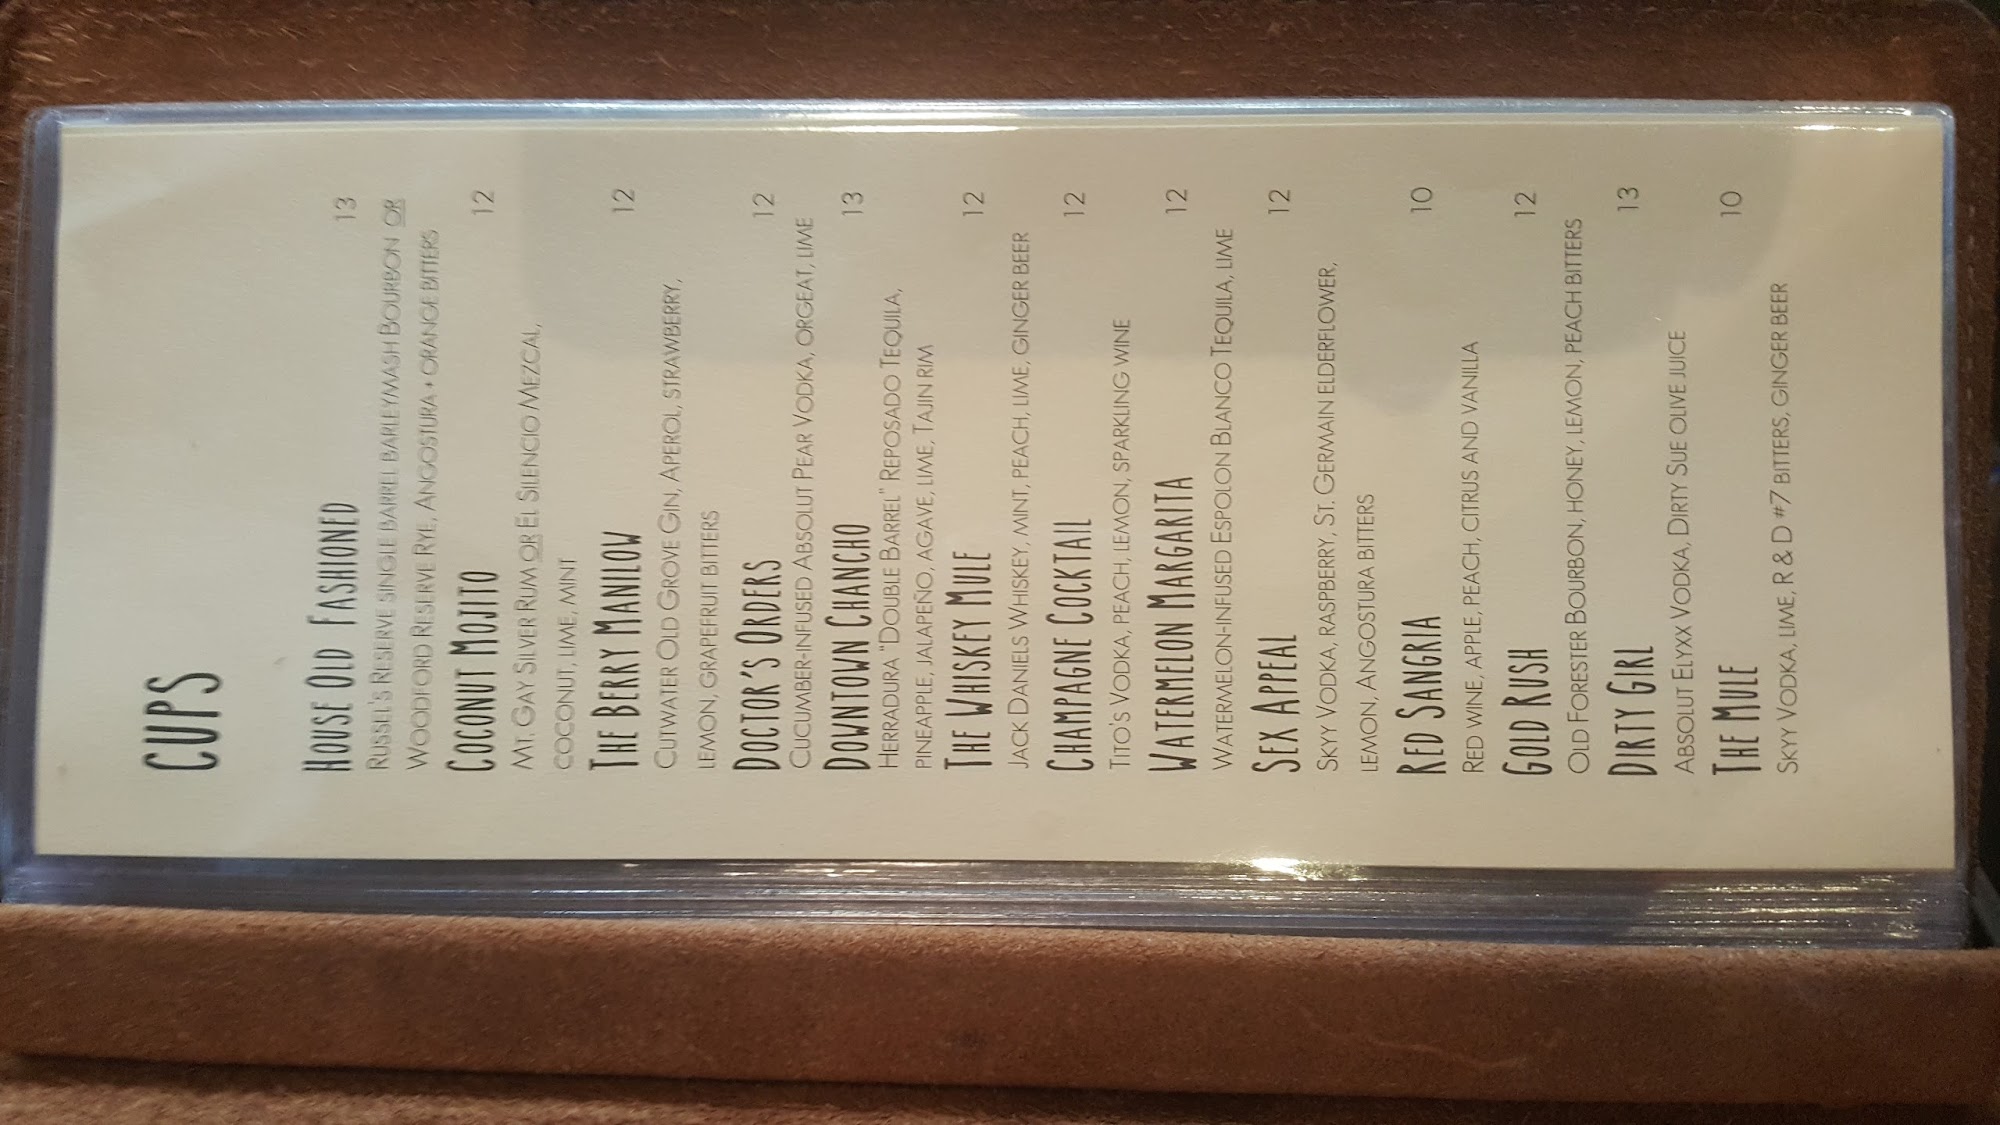 CUPS
HOUSE OLD FASHIONED 13
RUSSEL'S RESERVE SINGLE BARREL BARLEYMASH BOURBON OR
WOODFORD RESERVE RYE, ANGOSTURA + ORANGE BITTERS
COCONUT MOJITO 12
MT. GAY SILVER RUM OR EL SILENCIO MEZCAL,
COCONUT, LIME, MINT
THE BERRY MANILOW 12
CUTWATER OLD GROVE GIN, APEROL, STRAWBERRY,
LEMON, GRAPEFRUIT BITTERS
DOCTOR'S ORDERS 12
CUCUMBER-INFUSED ABSOLUT PEAR VODKA, ORGEAT, LIME
DOWNTOWN CHANCHO 13
HERRADURA "DOUBLE BARREL" REPOSADO TEQUILA,
PINEAPPLE, JALAPEÑO, AGAVE, LIME, TAJIN RIM
THE WHISKEY MULE 12
JACK DANIELS WHISKEY, MINT, PEACH, LIME, GINGER BEER
CHAMPAGNE COCKTAIL 12
TITO'S VODKA, PEACH, LEMON, SPARKLING WINE
WATERMELON MARGARITA 12
WATERMELON-INFUSED ESPOLON BLANCO TEQUILA, LIME
SEX APPEAL 12
SKYY VODKA, RASPBERRY, ST. GERMAIN ELDERFLOWER,
LEMON, ANGOSTURA BITTERS
RED SANGRIA 10
RED WINE, APPLE, PEACH, CITRUS AND VANILLA
GOLD RUSH 12
OLD FORESTER BOURBON, HONEY, LEMON, PEACH BITTERS
DIRTY GIRL 13
ABSOLUT ELYXX VODKA, DIRTY SUE OLIVE JUICE
THE MULE 10
SKYY VODKA, LIME, R & D #7 BITTERS, GINGER BEER